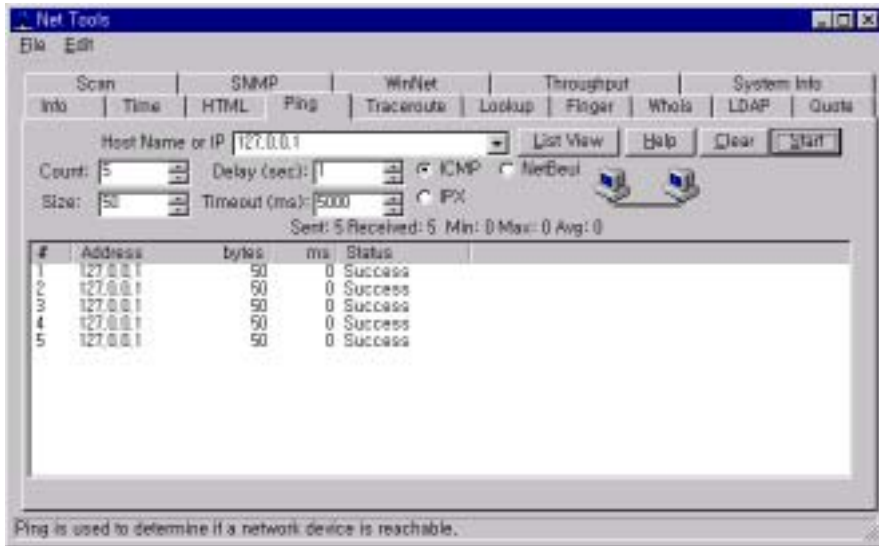 Net Tools
File Edit
Scan SNMP WinNet Throughput System Info
Info Time HTML Ping Traceroute Lookup Finger Whois LDAP Quote
Host Name or IP 127.0.0.1 List View Help Clear Start
Count: 5 Delay (sec): 1 ICMP NetBeui
Size: 50 Timeout (ms): 5000 IPX
Sent: 5 Received: 5 Min: 0 Max: 0 Avg: 0
# Address bytes ms Status
1 127.0.0.1 50 0 Success
2 127.0.0.1 50 0 Success
3 127.0.0.1 50 0 Success
4 127.0.0.1 50 0 Success
5 127.0.0.1 50 0 Success
Ping is used to determine if a network device is reachable.